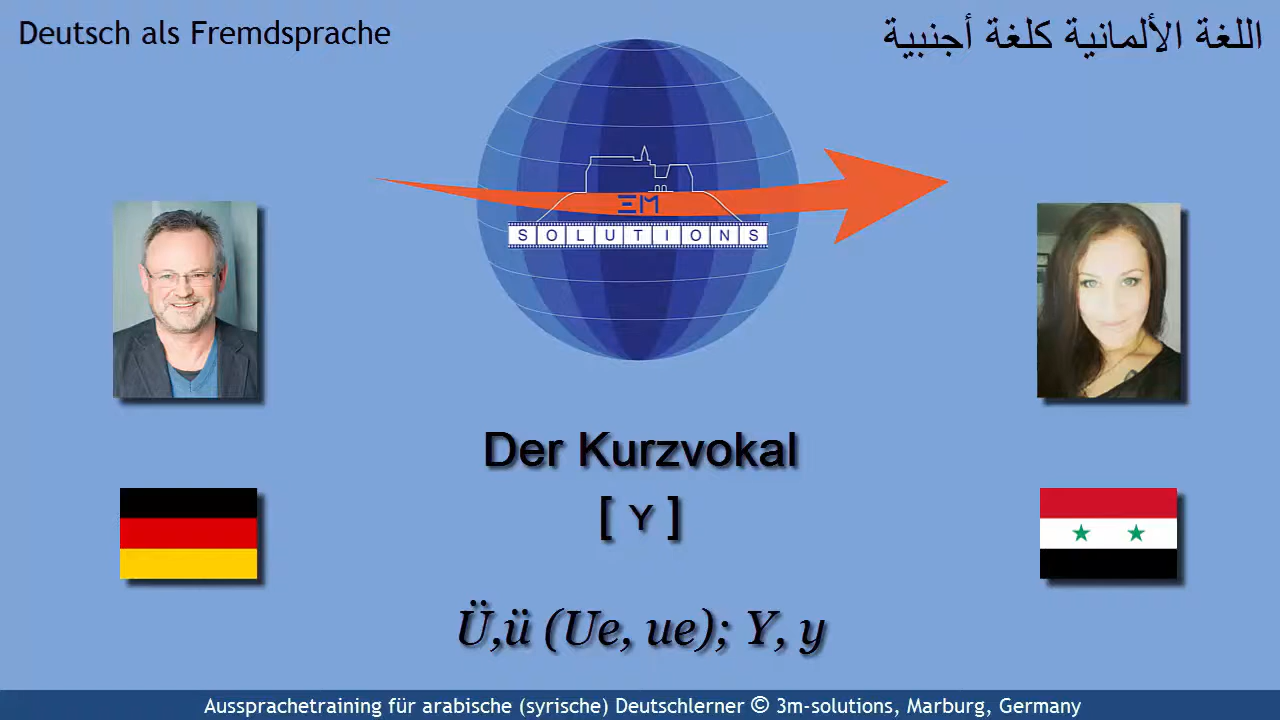 Deutsch als Fremdsprache
اللغة الألمانية كلغة أجنبية
3M
SOLUTIONS
Der Kurzvokal
[ ʏ ]
Ü,ü (Ue, ue); Y, y
Aussprachetraining für arabische (syrische) Deutschlerner © 3m-solutions, Marburg, Germany